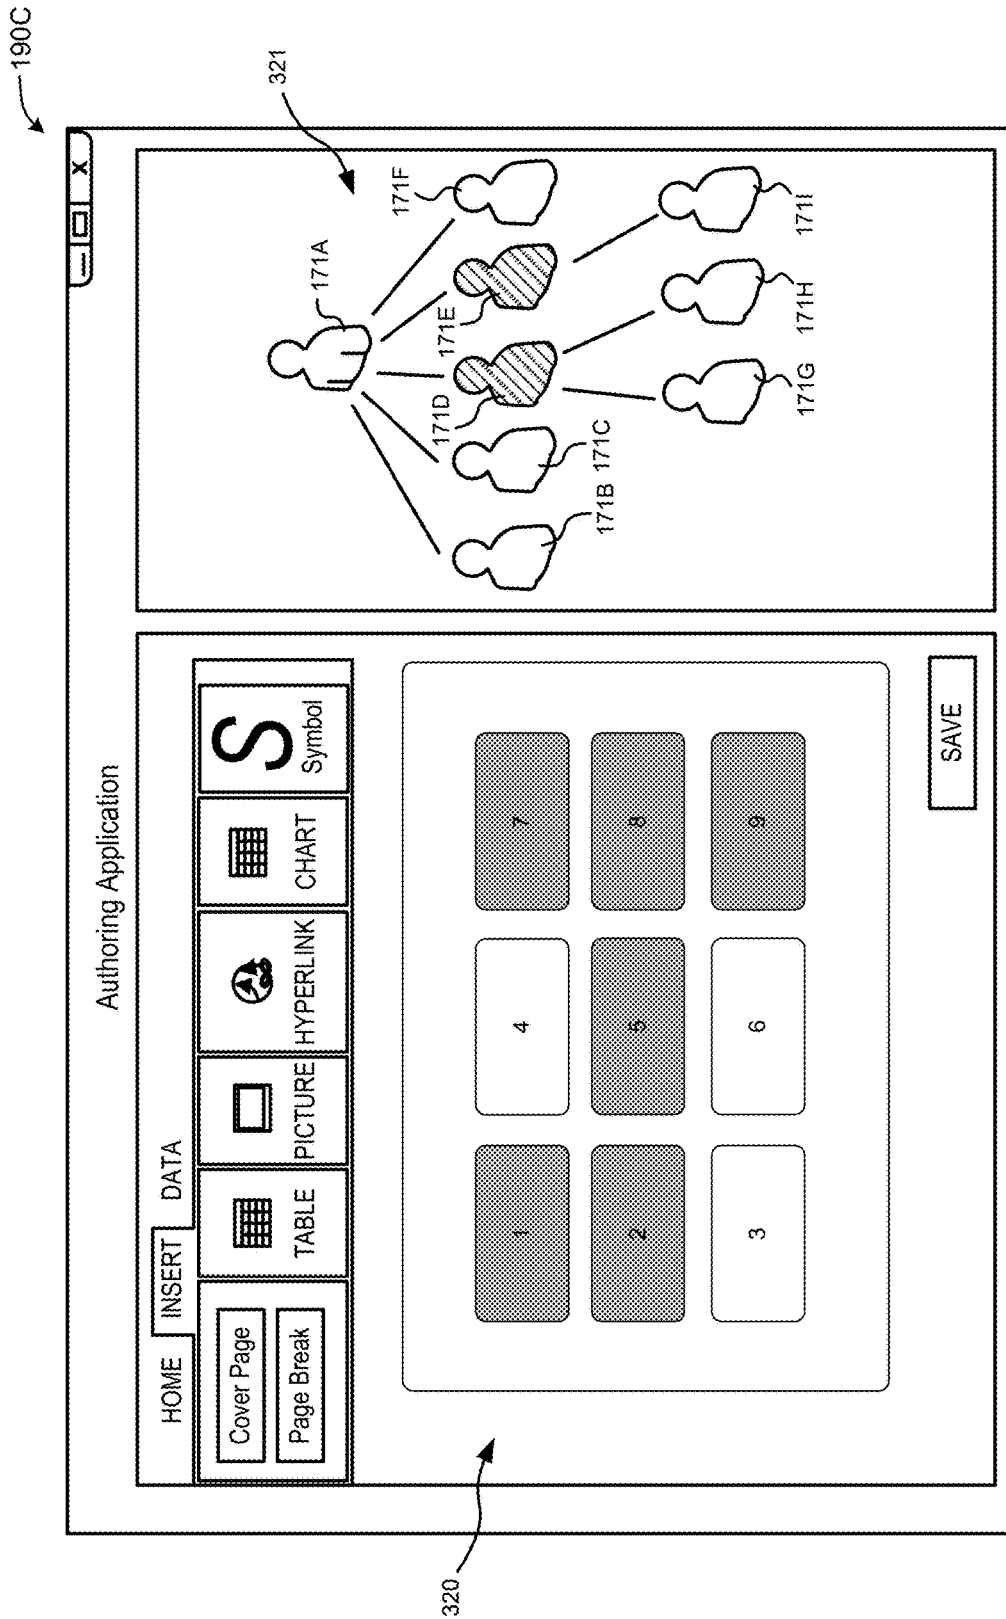 190C
Authoring Application
— X
HOME INSERT DATA
Cover Page
Page Break
TABLE
PICTURE
HYPERLINK
CHART
S
Symbol
1 4 7
2 5 8
3 6 9
SAVE
320
321
171A
171B
171C
171D
171E
171F
171G
171H
171I